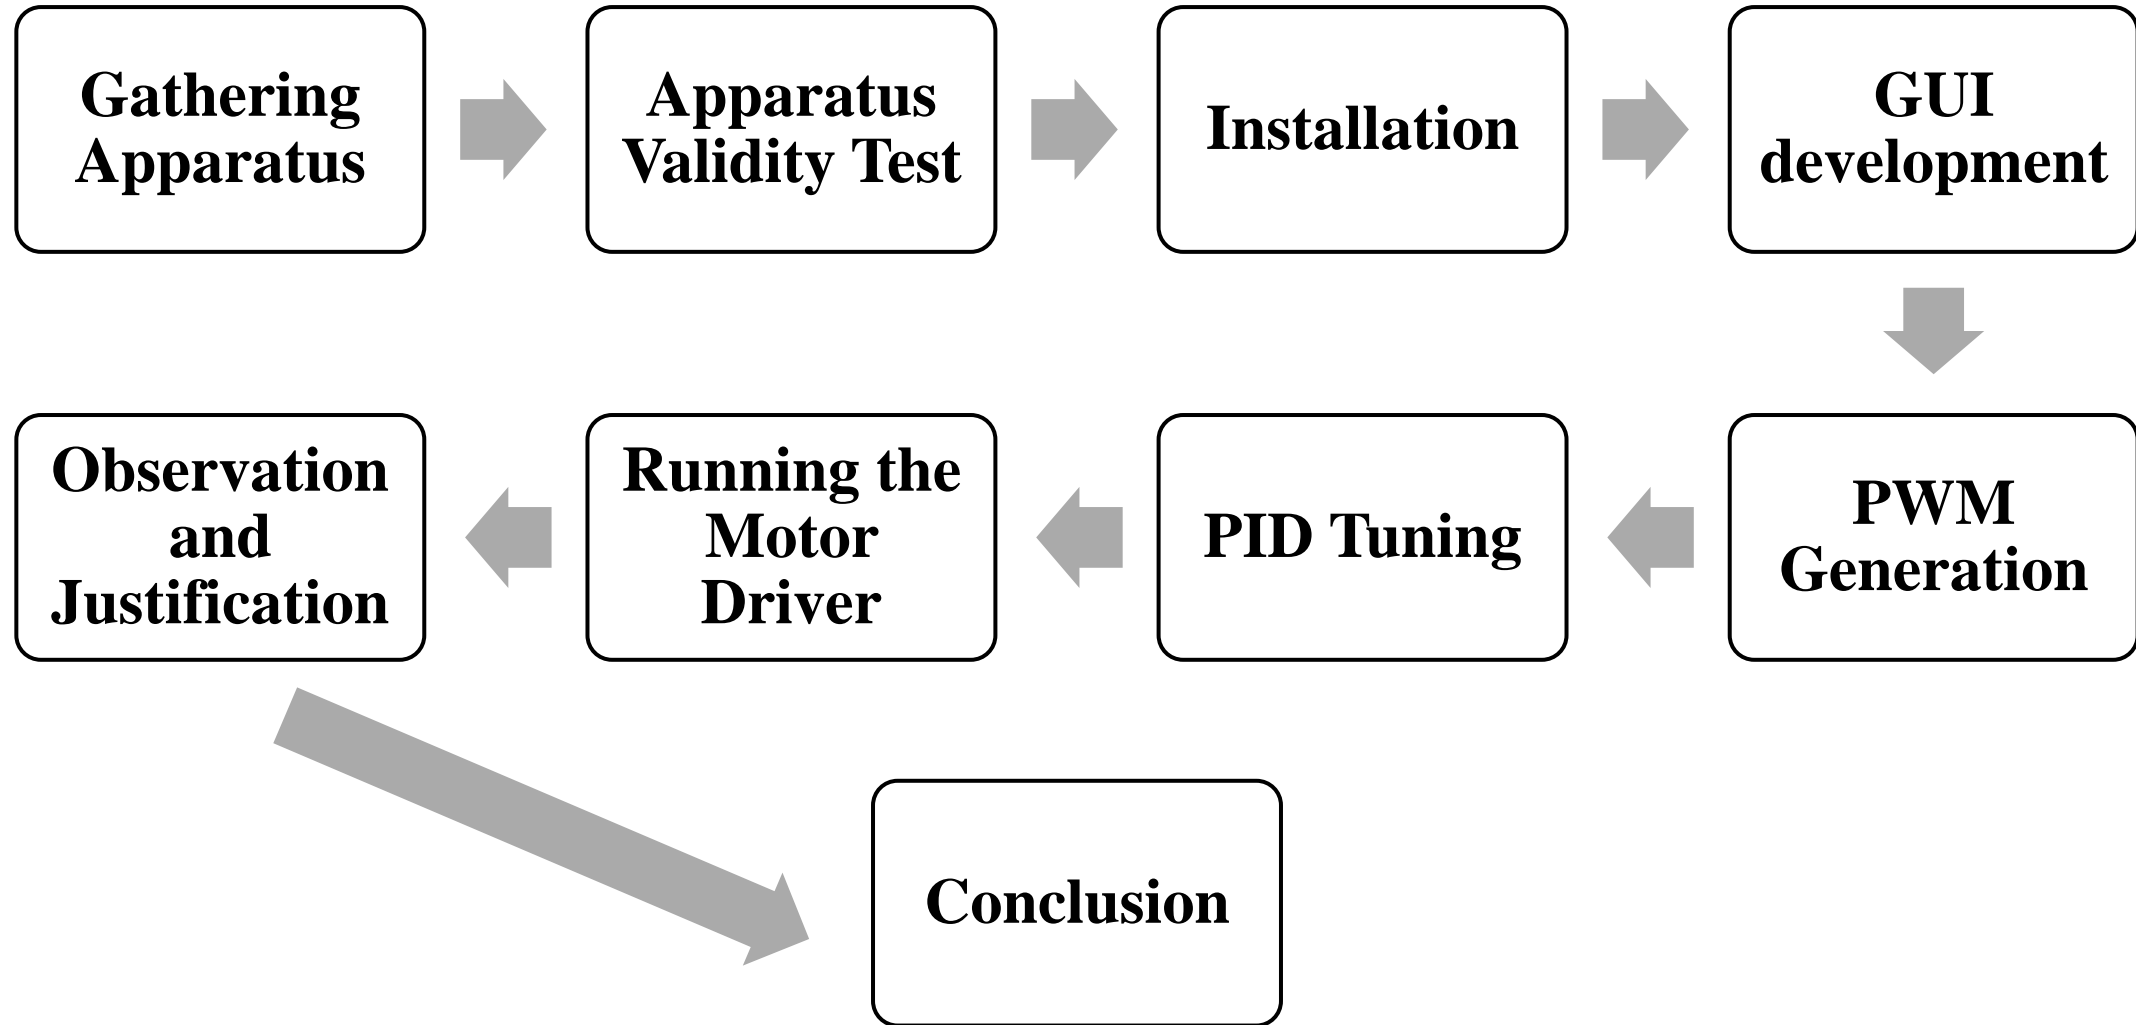 Gathering
Apparatus
Apparatus
Validity Test
Installation
GUI
development
PWM
Generation
PID Tuning
Running the
Motor
Driver
Observation
and
Justification
Conclusion